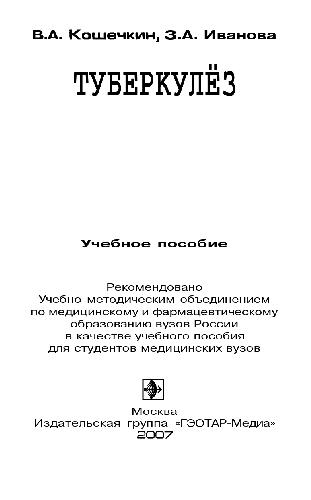 В.А. Кошечкин, З.А. Иванова
ТУБЕРКУЛЁЗ
Учебное пособие
Рекомендовано
Учебно-методическим объединением
по медицинскому и фармацевтическому
образованию вузов России
в качестве учебного пособия
для студентов медицинских вузов
Москва
Издательская группа «ГЭОТАР-Медиа»
2007